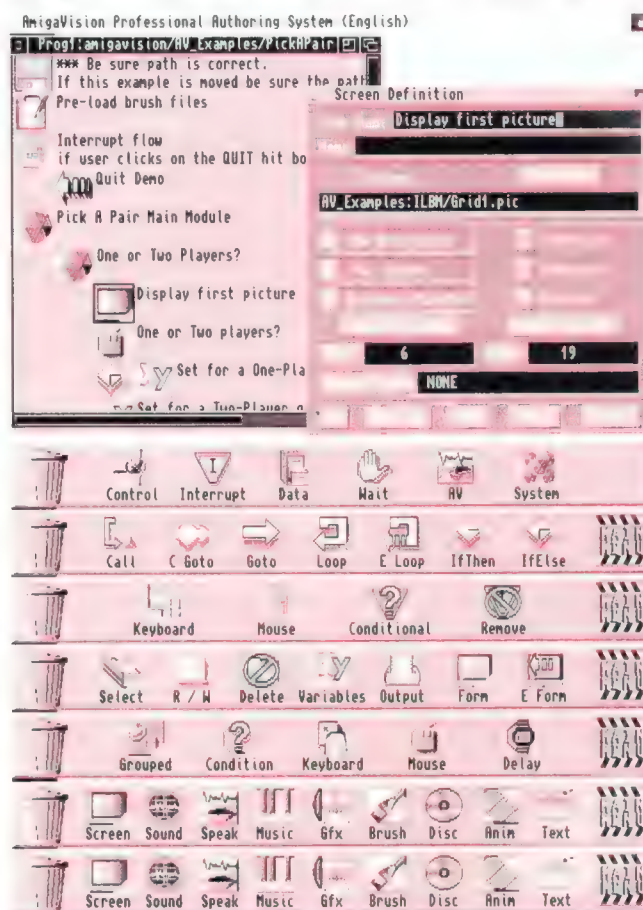 AmigaVision Professional Authoring System (English)
Prog?:amigavision/AV_Examples/PickAPair
*** Be sure path is correct.
If this example is moved be sure the path
Pre-load brush files
Interrupt flow
if user clicks on the QUIT hit bo
Quit Demo
Pick A Pair Main Module
One or Two Players?
Display first picture
One or Two players?
Set for a One-Pla
Set for a Two-Player g
Screen Definition
Display first picture
AV_Examples:ILBM/Grid1.pic
6 19
NONE
Control Interrupt Data Wait AV System
Call C Goto Goto Loop E Loop IfThen IfElse
Keyboard Mouse Conditional Remove
Select R / W Delete Variables Output Form E Form
Grouped Condition Keyboard Mouse Delay
Screen Sound Speak Music Gfx Brush Disc Anim Text
Screen Sound Speak Music Gfx Brush Disc Anim Text